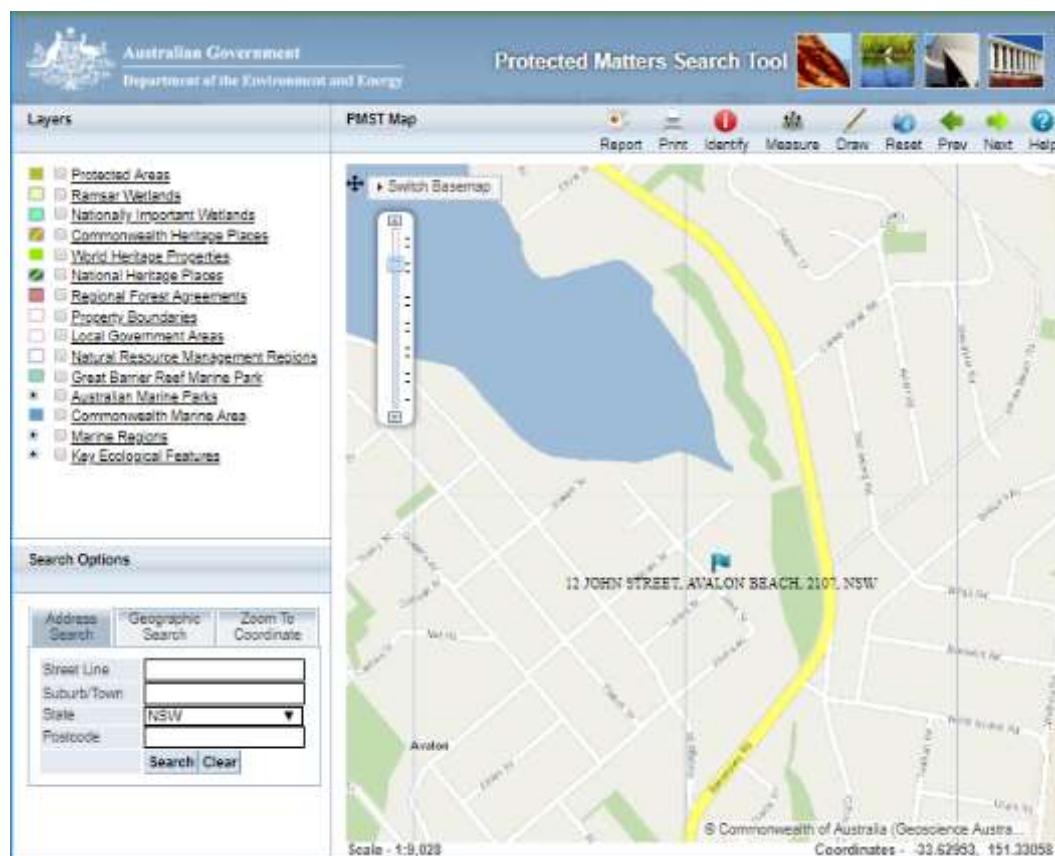 Australian Government
Department of the Environment and Energy
Protected Matters Search Tool
Layers
PMST Map
Report Print Identify Measure Draw Reset Prev Next Help
Switch Basemap
Protected Areas
Ramsar Wetlands
Nationally Important Wetlands
Commonwealth Heritage Places
World Heritage Properties
National Heritage Places
Regional Forest Agreements
Property Boundaries
Local Government Areas
Natural Resource Management Regions
Great Barrier Reef Marine Park
Australian Marine Parks
Commonwealth Marine Area
Marine Regions
Key Ecological Features
12 JOHN STREET, AVALON BEACH, 2107, NSW
Avalon
Search Options
Address Search
Geographic Search
Zoom To Coordinate
Street Line
Suburb/Town
State
NSW
Postcode
Search Clear
© Commonwealth of Australia (Geoscience Austra...
Scale - 1:9,028
Coordinates - -33.62953, 151.33058